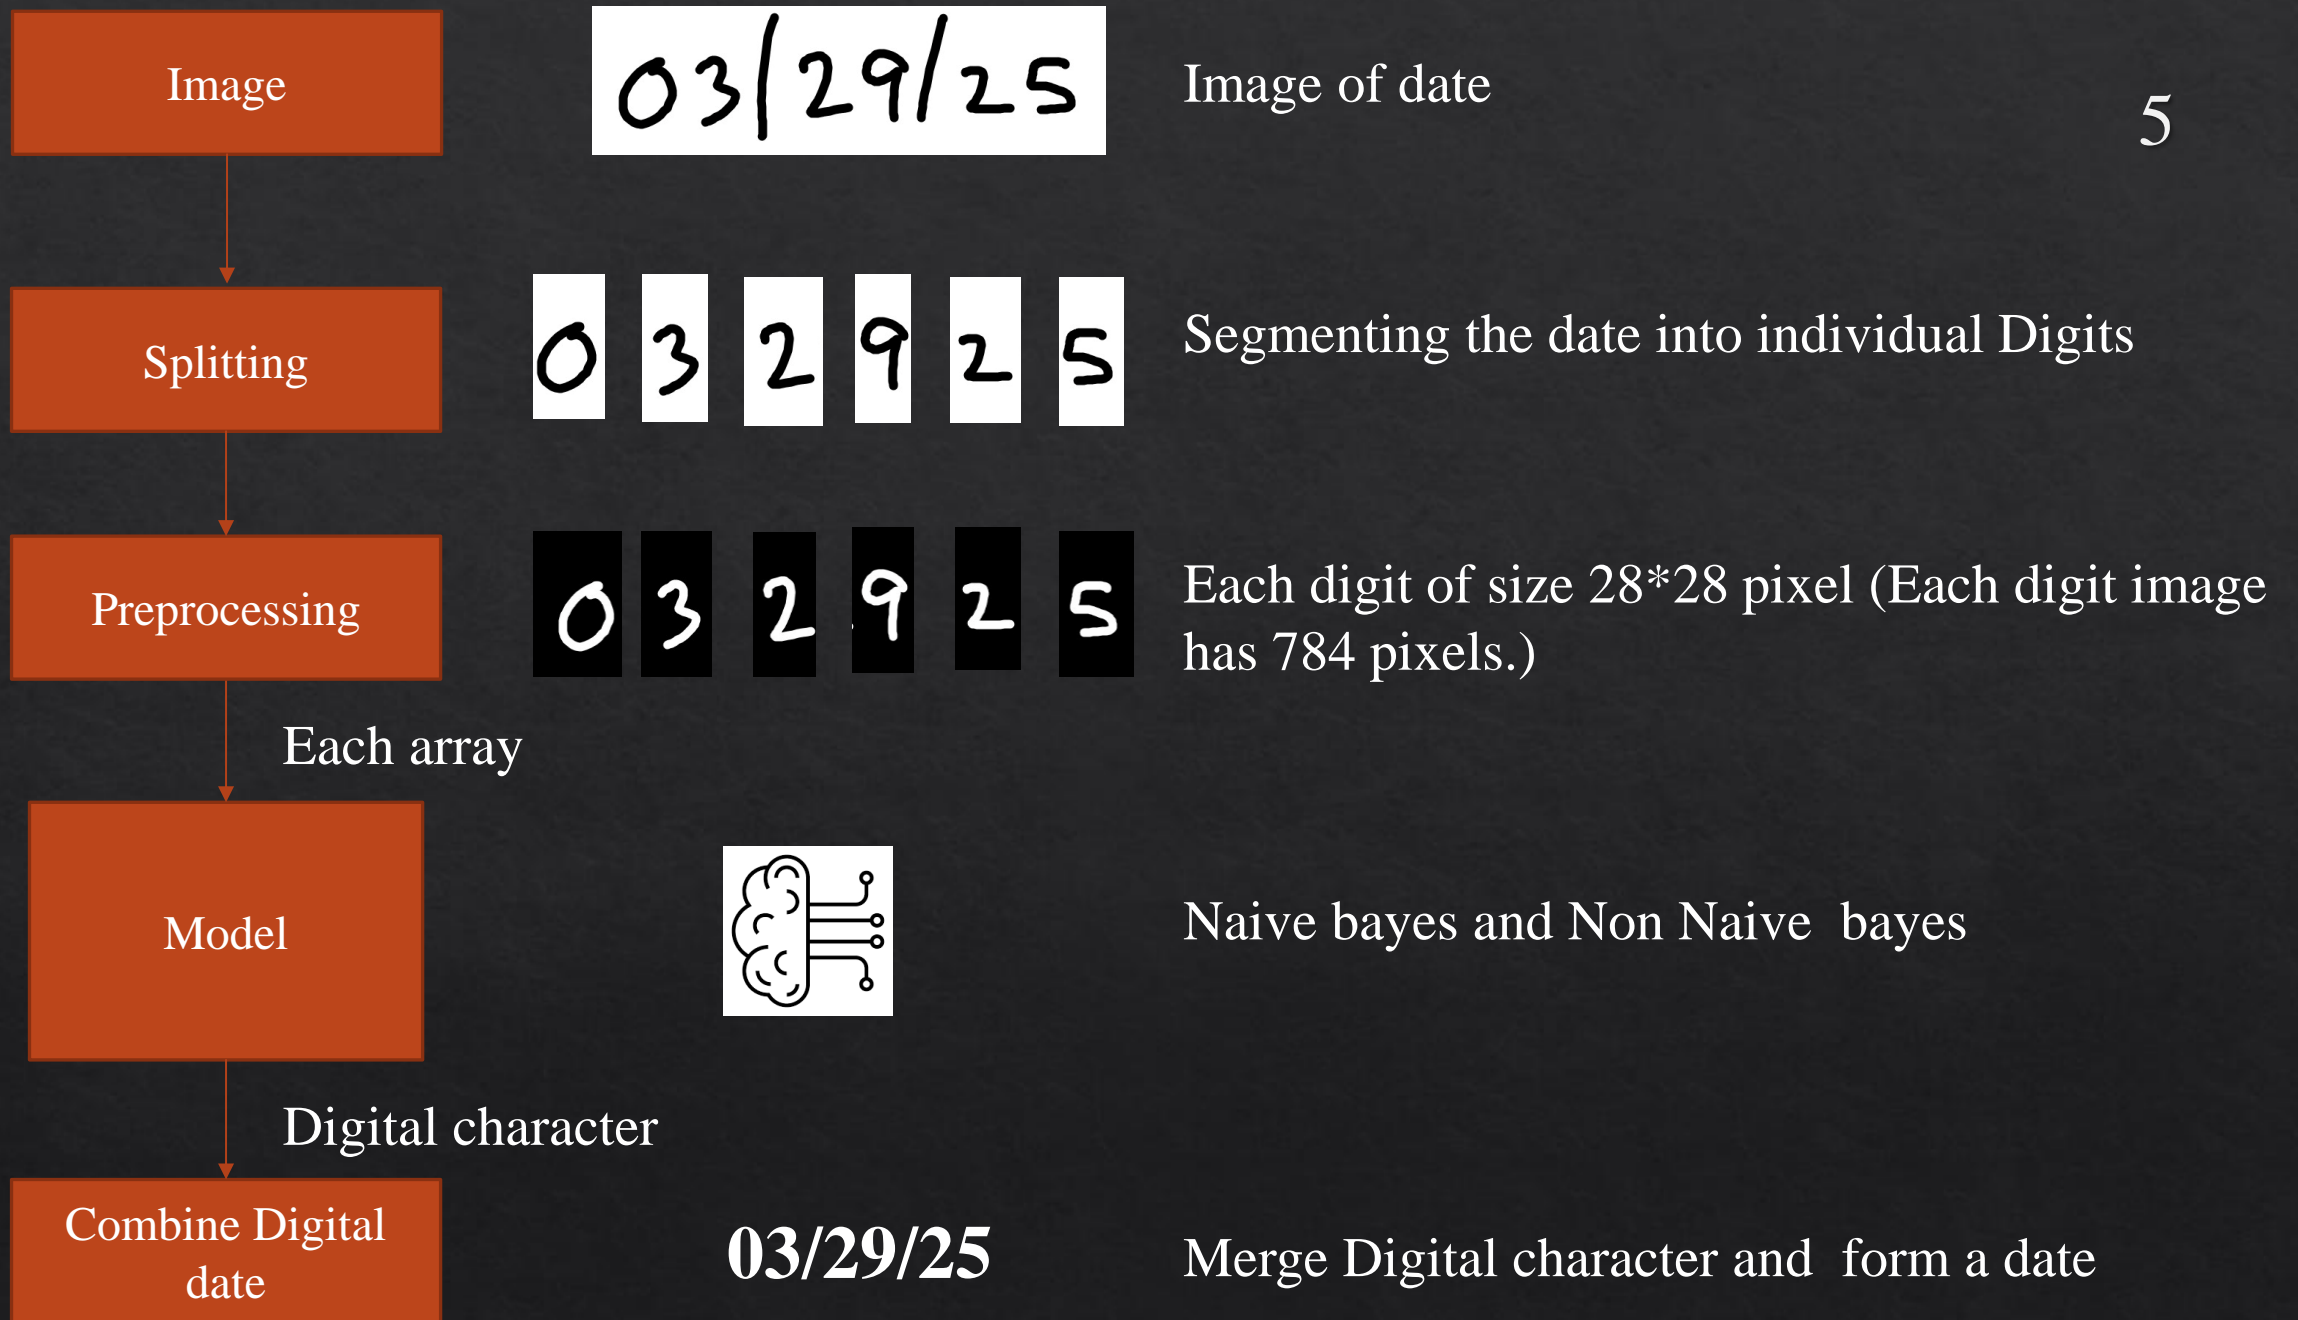 Image
03/29/25
Image of date
5
Splitting
0 3 2 9 2 5
Segmenting the date into individual Digits
Preprocessing
0 3 2 9 2 5
Each digit of size 28*28 pixel (Each digit image
has 784 pixels.)
Each array
Model
Naive bayes and Non Naive  bayes
Digital character
Combine Digital
date
03/29/25
Merge Digital character and  form a date